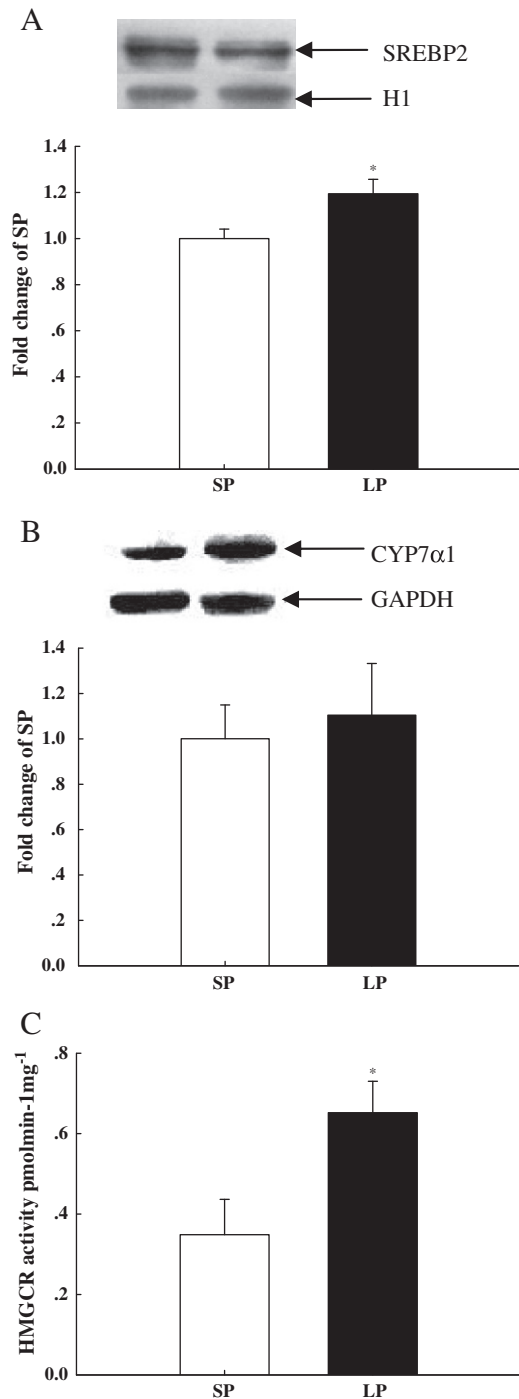 A
SREBP2
H1
Fold change of SP
1.4
*
1.2
1.0
.8
.6
.4
.2
0.0
SP LP
B
CYP7α1
GAPDH
Fold change of SP
1.4
1.2
1.0
.8
.6
.4
.2
0.0
SP LP
C
HMGCR activity pmolmin-1mg⁻¹
.8
*
.6
.4
.2
0.0
SP LP